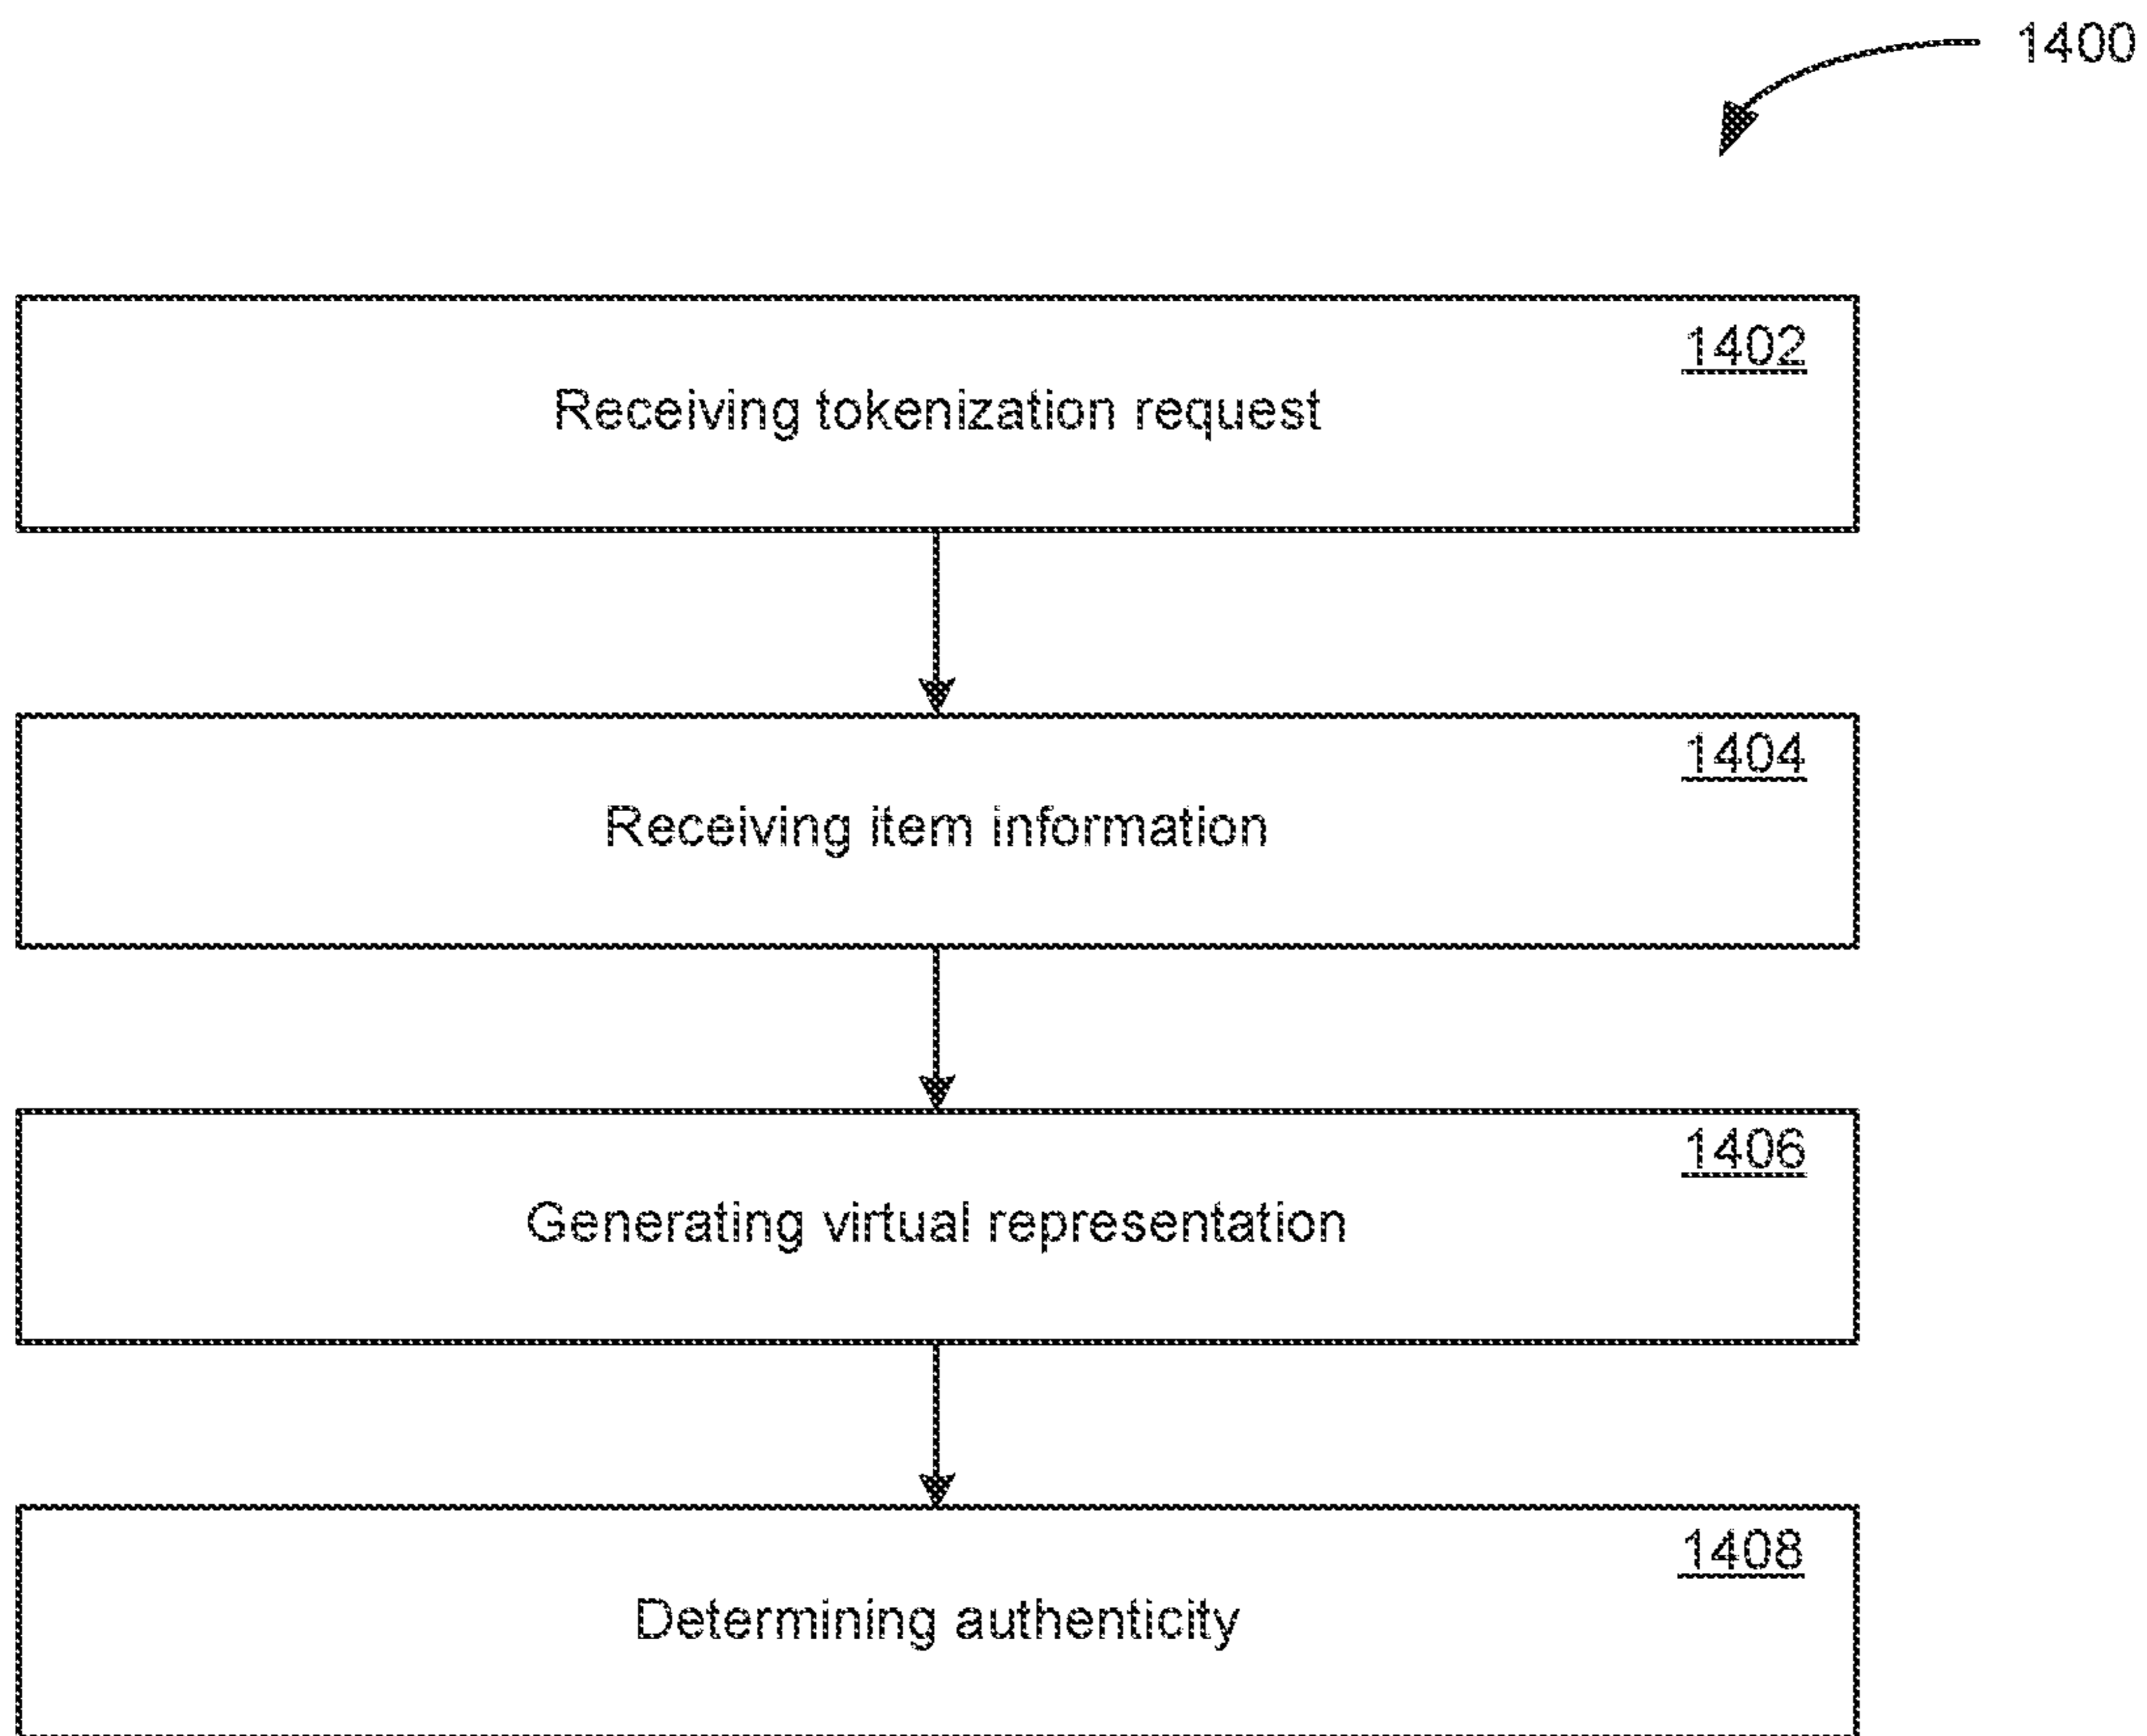 1400
1402
Receiving tokenization request
1404
Receiving item information
1406
Generating virtual representation
1408
Determining authenticity